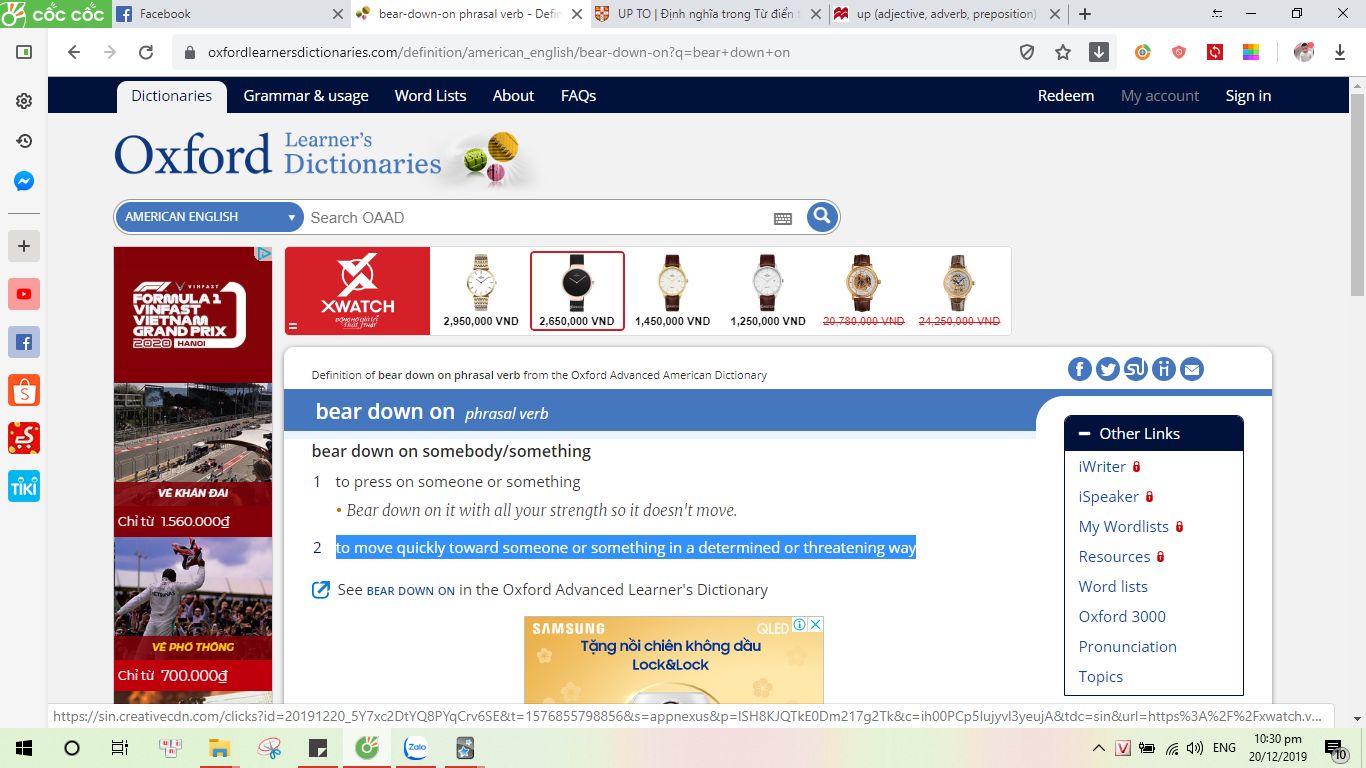 cốc cốc
Facebook
bear-down-on phrasal verb - Defin
UP TO | Định nghĩa trong Từ điển t
up (adjective, adverb, preposition)
oxfordlearnersdictionaries.com/definition/american_english/bear-down-on?q=bear+down+on
Dictionaries Grammar & usage Word Lists About FAQs Redeem My account Sign in
Oxford Learner's Dictionaries
AMERICAN ENGLISH Search OAAD
F1 VINFAST
FORMULA 1
VINFAST
VIETNAM
GRAND PRIX
2020 HANOI
XWATCH
2,950,000 VND 2,650,000 VND 1,450,000 VND 1,250,000 VND 20,780,000 VND 24,250,000 VND
Definition of bear down on phrasal verb from the Oxford Advanced American Dictionary
bear down on phrasal verb
bear down on somebody/something
1 to press on someone or something
• Bear down on it with all your strength so it doesn't move.
2 to move quickly toward someone or something in a determined or threatening way
See BEAR DOWN ON in the Oxford Advanced Learner's Dictionary
Other Links
iWriter
iSpeaker
My Wordlists
Resources
Word lists
Oxford 3000
Pronunciation
Topics
VÉ KHÁN ĐÀI
Chỉ từ 1.560.000₫
PETRONAS
VÉ PHỔ THÔNG
Chỉ từ 700.000₫
SAMSUNG QLED
Tặng nồi chiên không dầu
Lock&Lock
TIKI
https://sin.creativecdn.com/clicks?id=20191220_5Y7xc2DtYQ8PYqCrv6SE&t=1576855798856&s=appnexus&p=ISH8KJQTkE0Dm217g2Tk&c=ih00PCp5Iujyvl3yeujA&tdc=sin&url=https%3A%2F%2Fxwatch.v...
Zalo
V
ENG
10:30 pm
20/12/2019
10